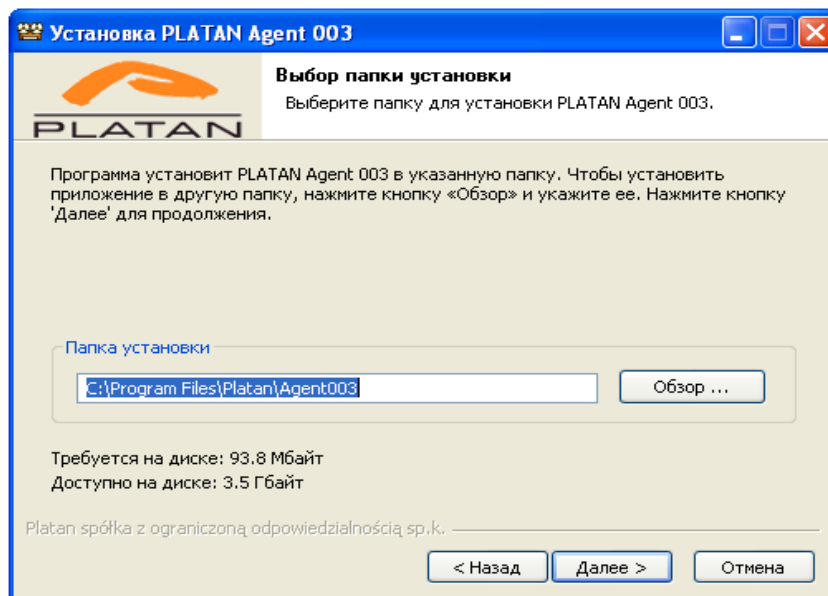 Установка PLATAN Agent 003
PLATAN
Выбор папки установки
Выберите папку для установки PLATAN Agent 003.
Программа установит PLATAN Agent 003 в указанную папку. Чтобы установить
приложение в другую папку, нажмите кнопку «Обзор» и укажите ее. Нажмите кнопку
'Далее' для продолжения.
Папка установки
C:\Program Files\Platan\Agent003
Обзор ...
Требуется на диске: 93.8 Мбайт
Доступно на диске: 3.5 Гбайт
Platan spółka z ograniczoną odpowiedzialnością sp.k.
< Назад
Далее >
Отмена